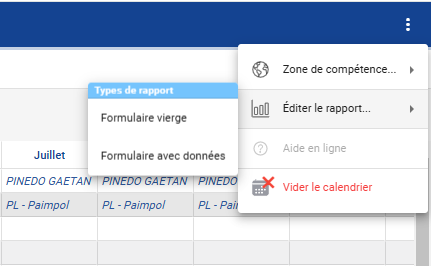 Zone de compétence...
Types de rapport
Éditer le rapport...
Formulaire vierge
Aide en ligne
Juillet
Formulaire avec données
PINEDO GAETAN PINEDO GAETAN PINEDO
Vider le calendrier
PL - Paimpol PL - Paimpol PL - Paimpol